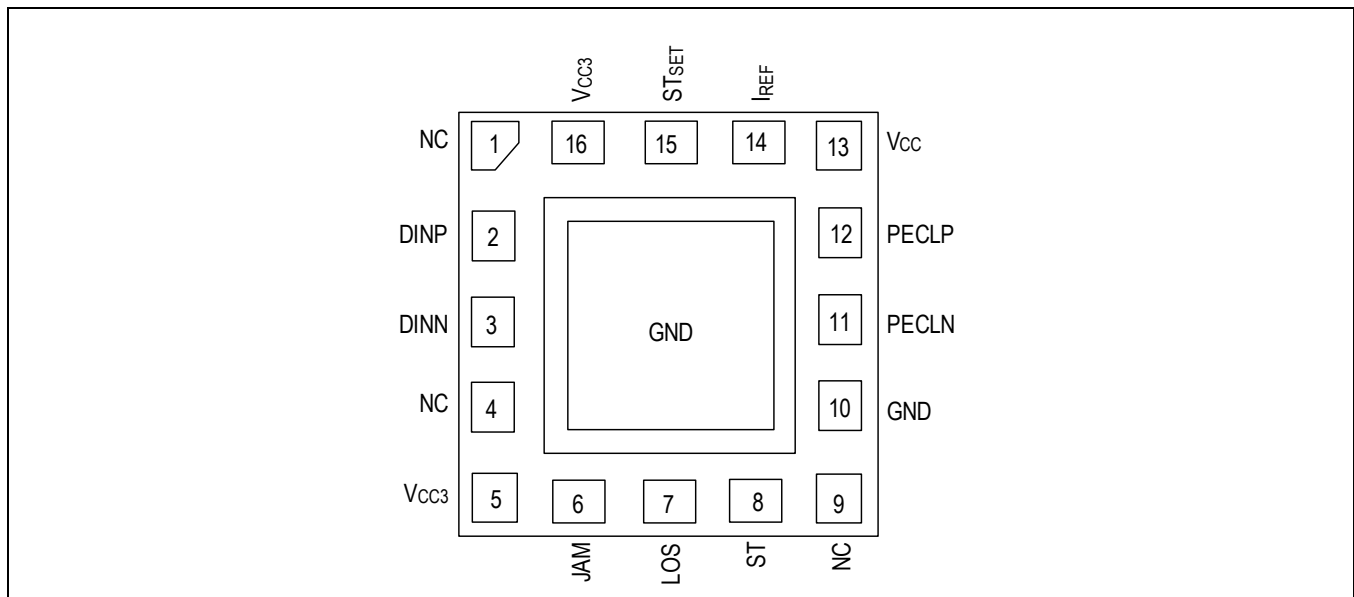 VCC3
STSET
IREF
NC
1
16
15
14
13
VCC
DINP
2
12
PECLP
DINN
3
GND
11
PECLN
NC
4
10
GND
VCC3
5
6
7
8
9
JAM
LOS
ST
NC